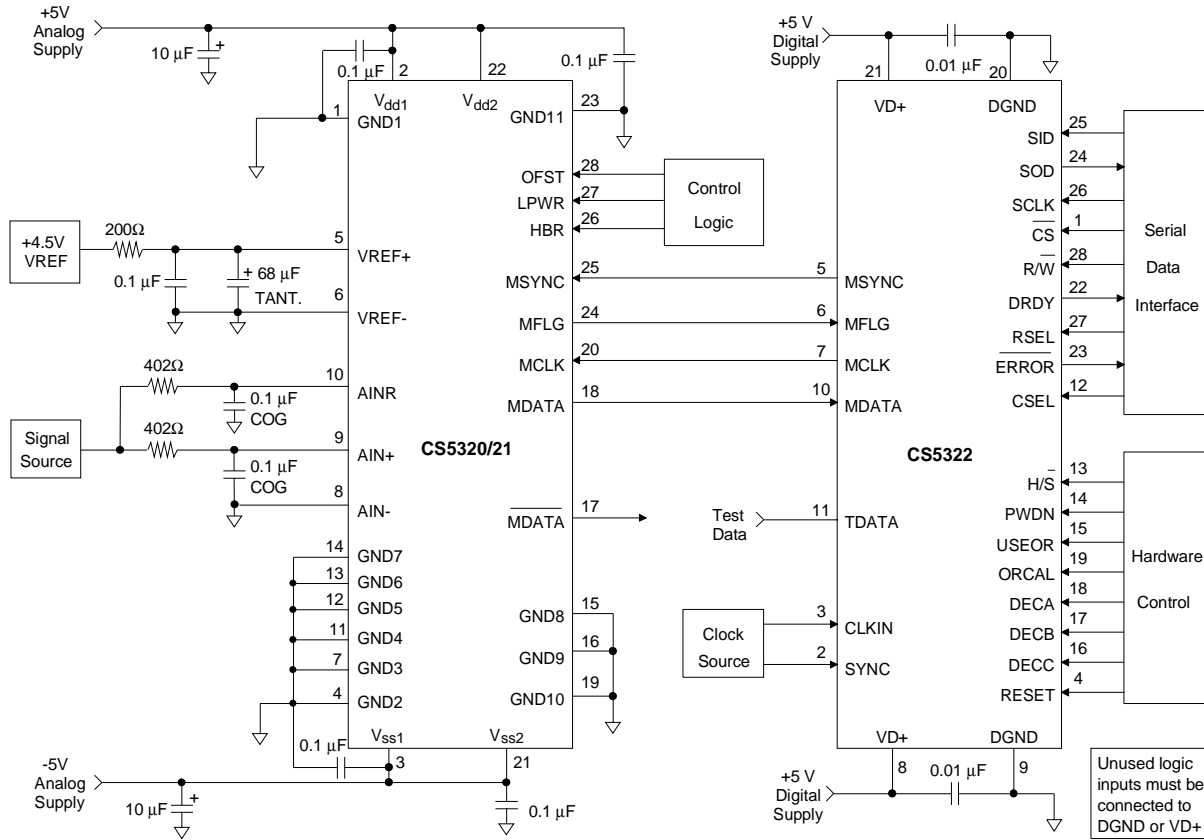 +5V
Analog
Supply
10 µF
+
0.1 µF
2
22
0.1 µF
1
Vdd1
GND1
Vdd2
23
GND11
28
OFST
27
LPWR
26
HBR
Control
Logic
+4.5V
VREF
200Ω
5
VREF+
0.1 µF
+ 68 µF
TANT.
6
VREF-
25
MSYNC
24
MFLG
20
MCLK
18
MDATA
402Ω
10
AINR
0.1 µF
COG
Signal
Source
402Ω
9
AIN+
0.1 µF
COG
8
AIN-
CS5320/21
17
MDATA
14
GND7
13
GND6
12
GND5
11
GND4
7
GND3
4
GND2
15
GND8
16
GND9
19
GND10
0.1 µF
Vss1
3
Vss2
21
-5V
Analog
Supply
10 µF
+
0.1 µF
+5 V
Digital
Supply
21
0.01 µF
20
VD+
DGND
25
SID
24
SOD
26
SCLK
1
CS
28
R/W
22
DRDY
27
RSEL
23
ERROR
12
CSEL
Serial
Data
Interface
5
MSYNC
6
MFLG
7
MCLK
10
MDATA
CS5322
Test
Data
11
TDATA
Clock
Source
3
CLKIN
2
SYNC
13
H/S
14
PWDN
15
USEOR
19
ORCAL
18
DECA
17
DECB
16
DECC
4
RESET
Hardware
Control
VD+
DGND
8
0.01 µF
9
+5 V
Digital
Supply
Unused logic
inputs must be
connected to
DGND or VD+